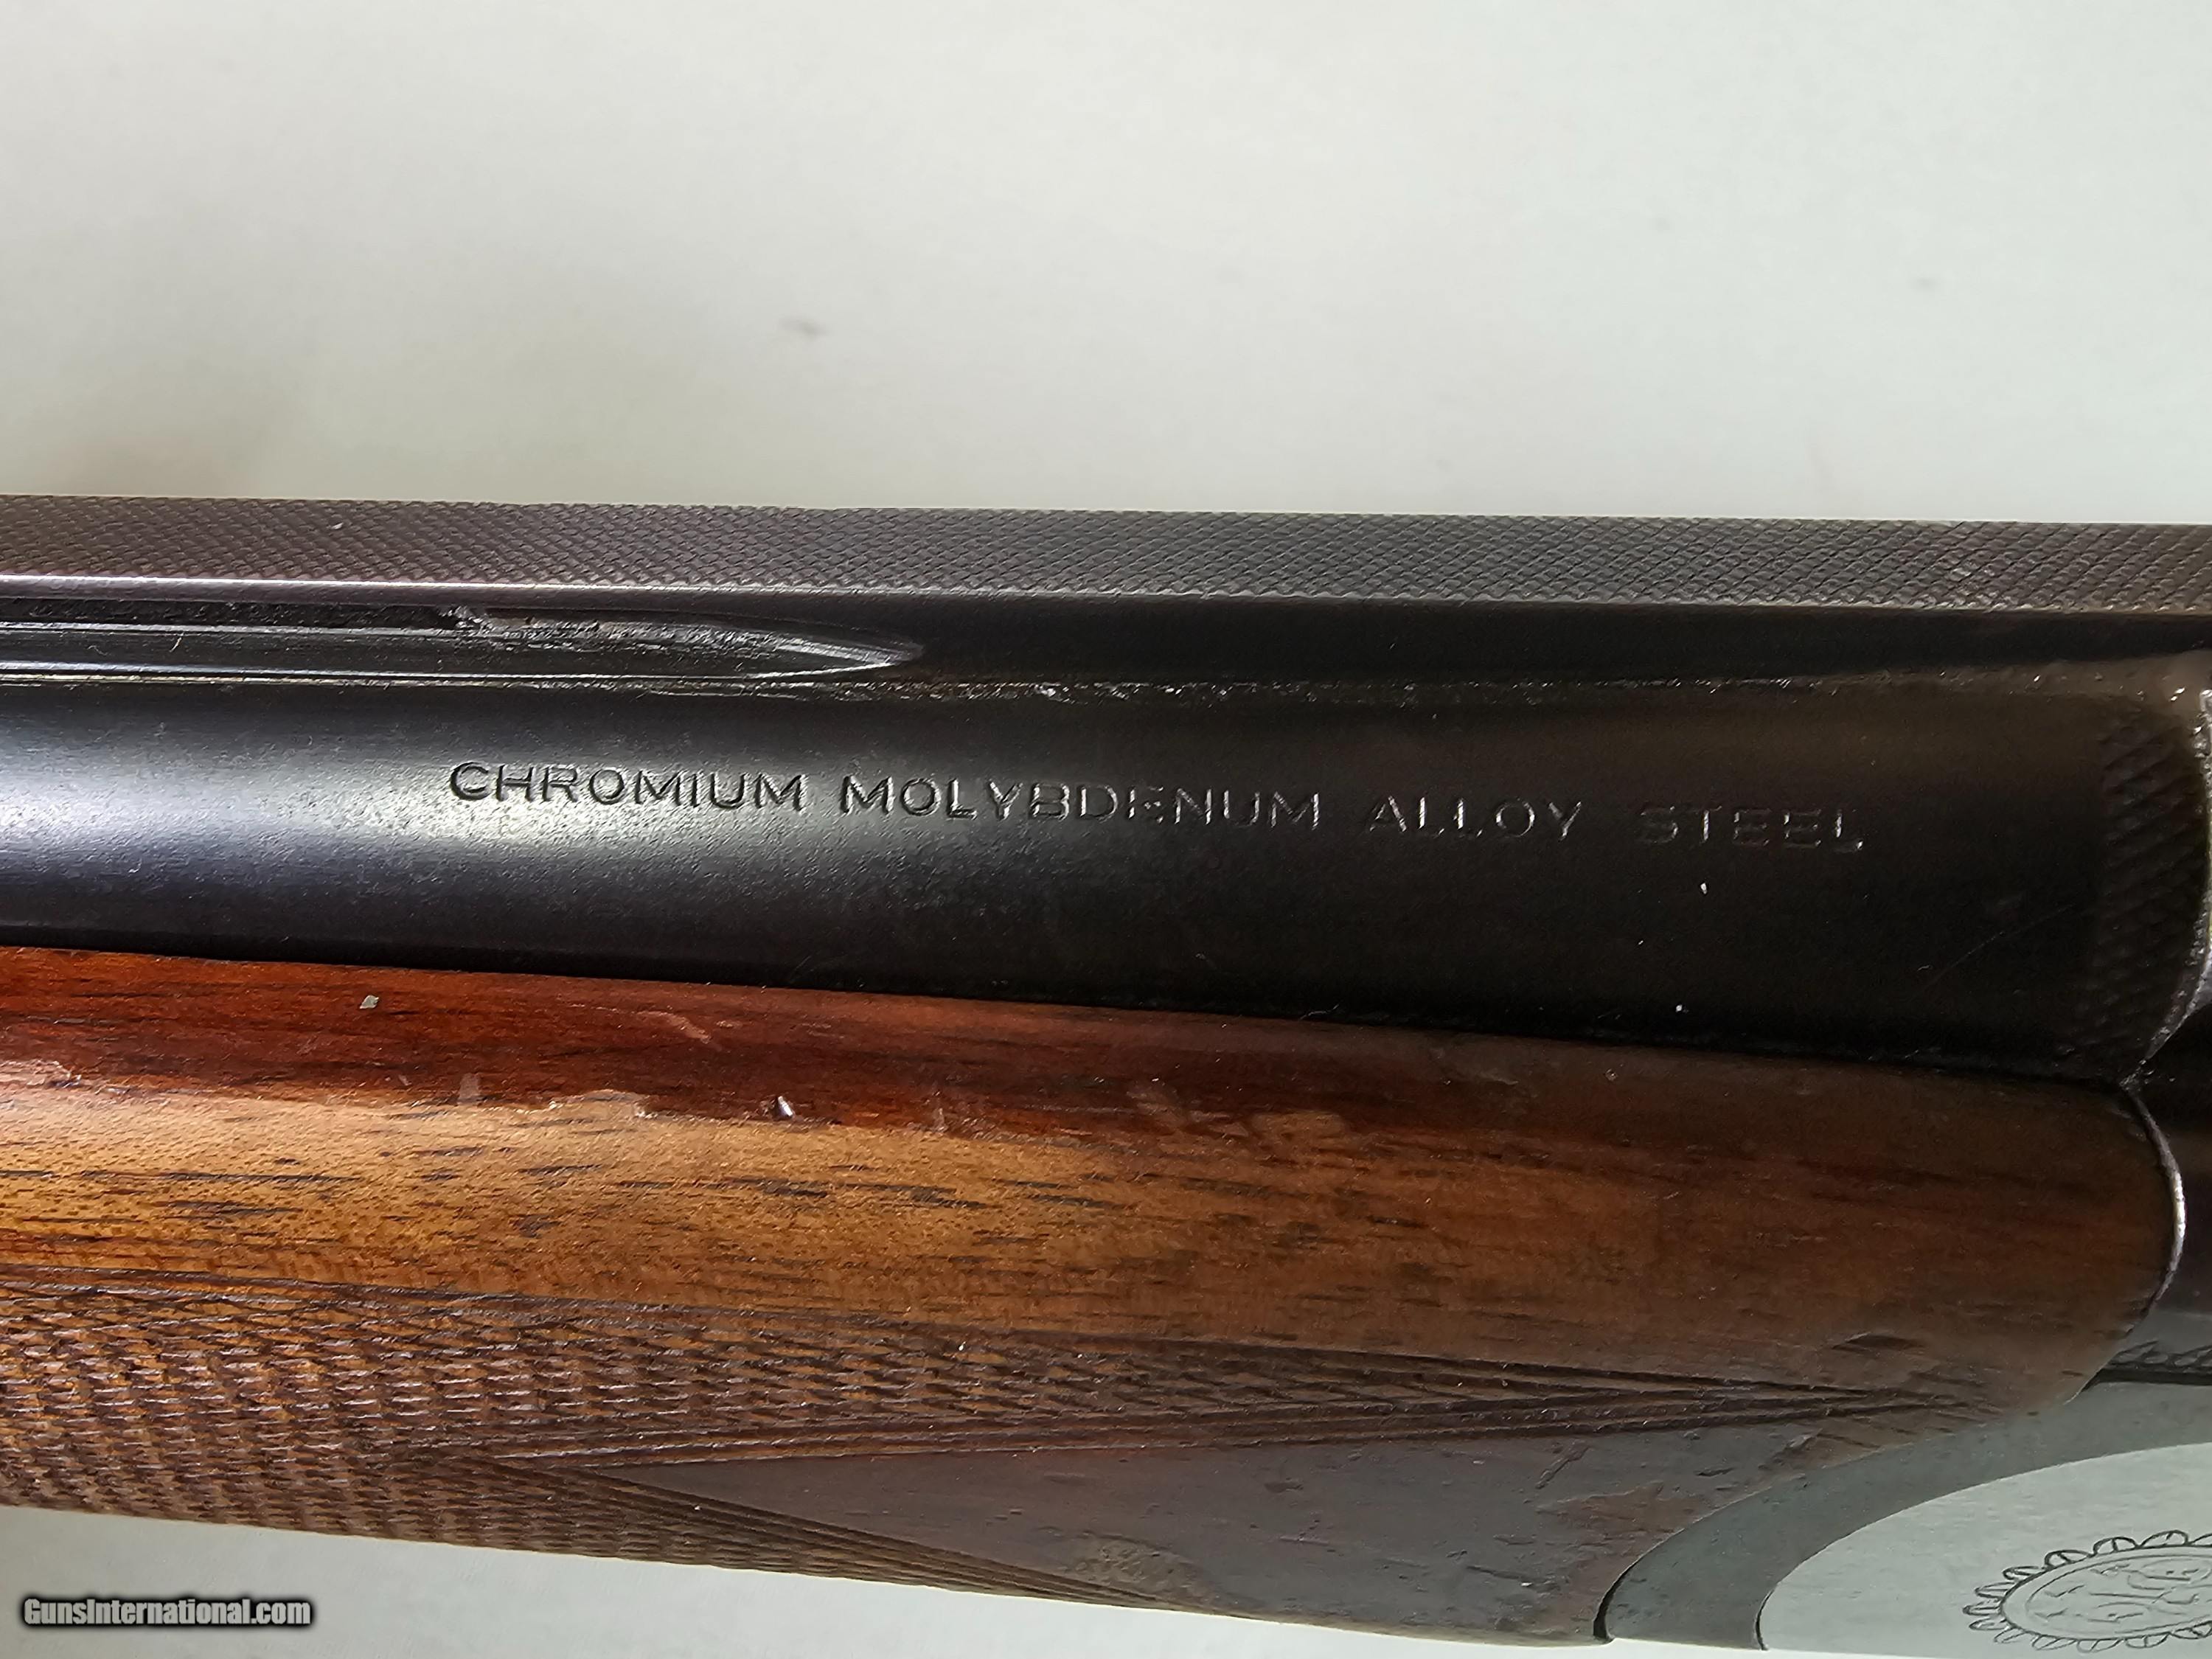 CHROMIUM MOLYBDENUM ALLOY STEEL
GunsInternational.com